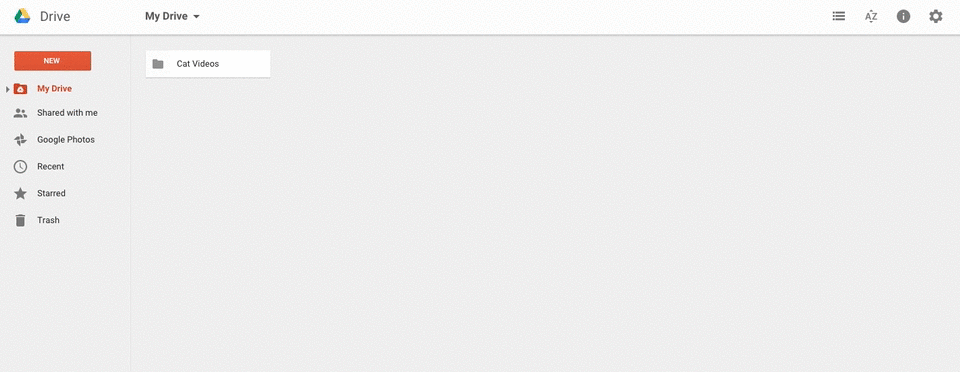 Drive
My Drive
AZ
NEW
Cat Videos
My Drive
Shared with me
Google Photos
Recent
Starred
Trash